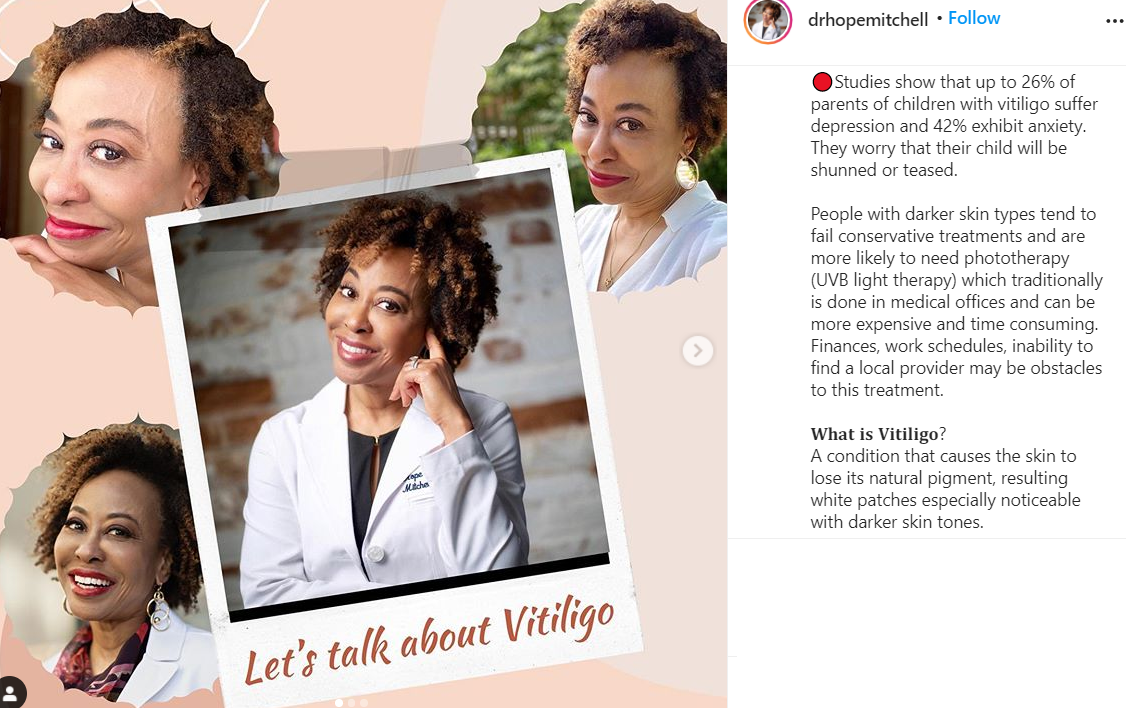 drhopemitchell • Follow
Studies show that up to 26% of
parents of children with vitiligo suffer
depression and 42% exhibit anxiety.
They worry that their child will be
shunned or teased.
People with darker skin types tend to
fail conservative treatments and are
more likely to need phototherapy
(UVB light therapy) which traditionally
is done in medical offices and can be
more expensive and time consuming.
Finances, work schedules, inability to
find a local provider may be obstacles
to this treatment.
What is Vitiligo?
A condition that causes the skin to
lose its natural pigment, resulting
white patches especially noticeable
with darker skin tones.
Let's talk about Vitiligo